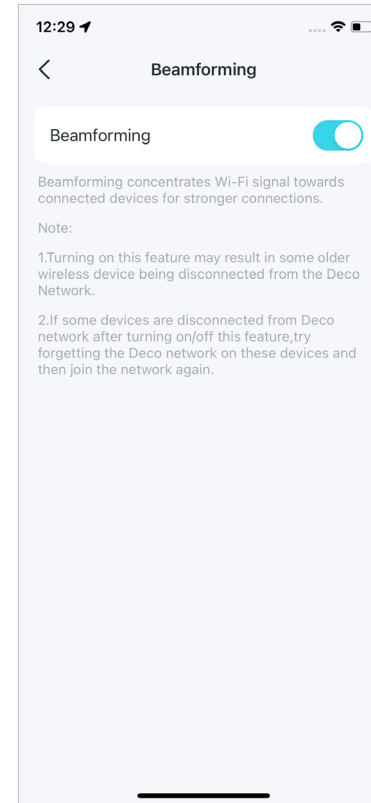 12:29
Beamforming
Beamforming
Beamforming concentrates Wi-Fi signal towards
connected devices for stronger connections.
Note:
1.Turning on this feature may result in some older
wireless device being disconnected from the Deco
Network.
2.If some devices are disconnected from Deco
network after turning on/off this feature,try
forgetting the Deco network on these devices and
then join the network again.